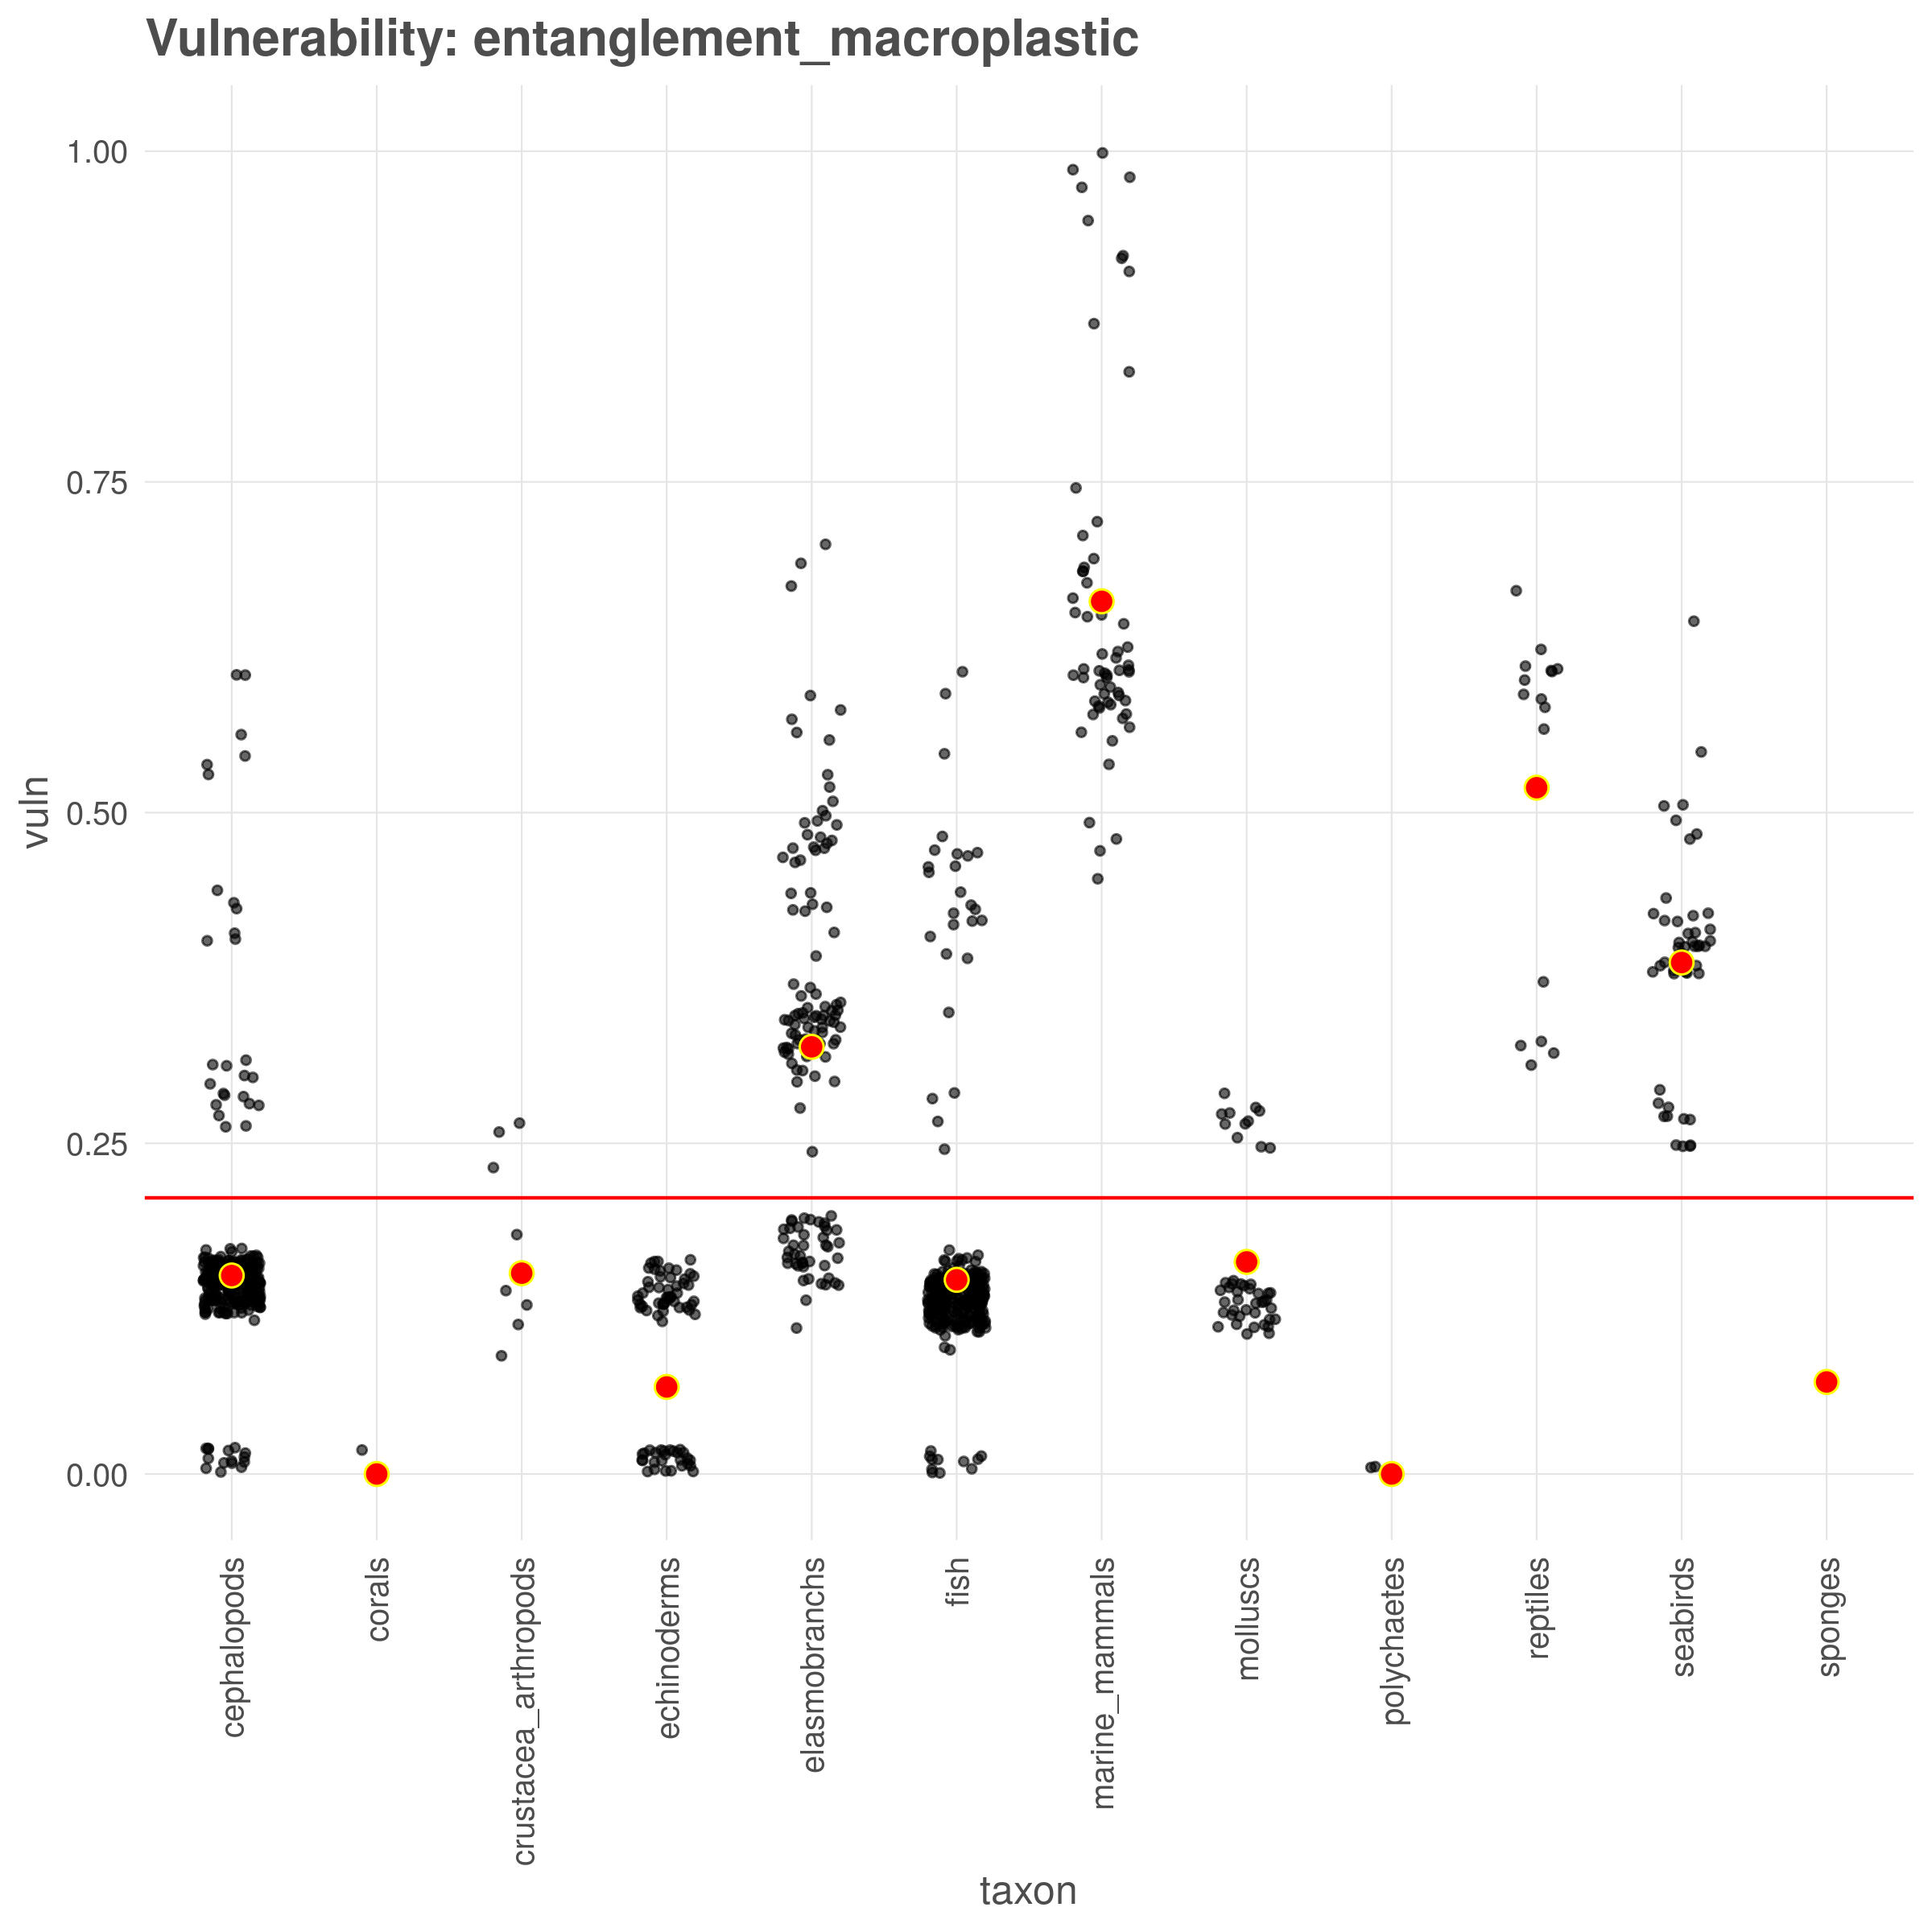 Vulnerability: entanglement_macroplastic
vuln
1.00
0.75
0.50
0.25
0.00
cephalopods
corals
crustacea_arthropods
echinoderms
elasmobranchs
fish
marine_mammals
molluscs
polychaetes
reptiles
seabirds
sponges
taxon